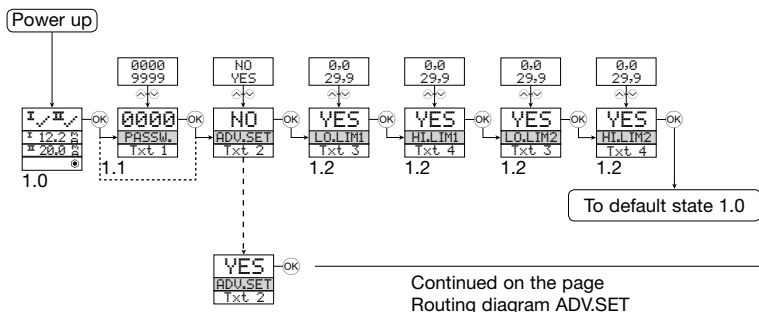 Power up
0000
9999
NO
YES
0,0
29,9
0,0
29,9
0,0
29,9
0,0
29,9
I✓II✓
OK
0000
OK
NO
OK
YES
OK
YES
OK
YES
OK
YES
OK
I 12.2
II 20.0
PASSW.
ADV.SET
LO.LIM1
HI.LIM1
LO.LIM2
HI.LIM2
Txt 1
Txt 2
Txt 3
Txt 4
Txt 3
Txt 4
1.0
1.1
1.2
1.2
1.2
1.2
To default state 1.0
YES
OK
ADV.SET
Txt 2
Continued on the page
Routing diagram ADV.SET